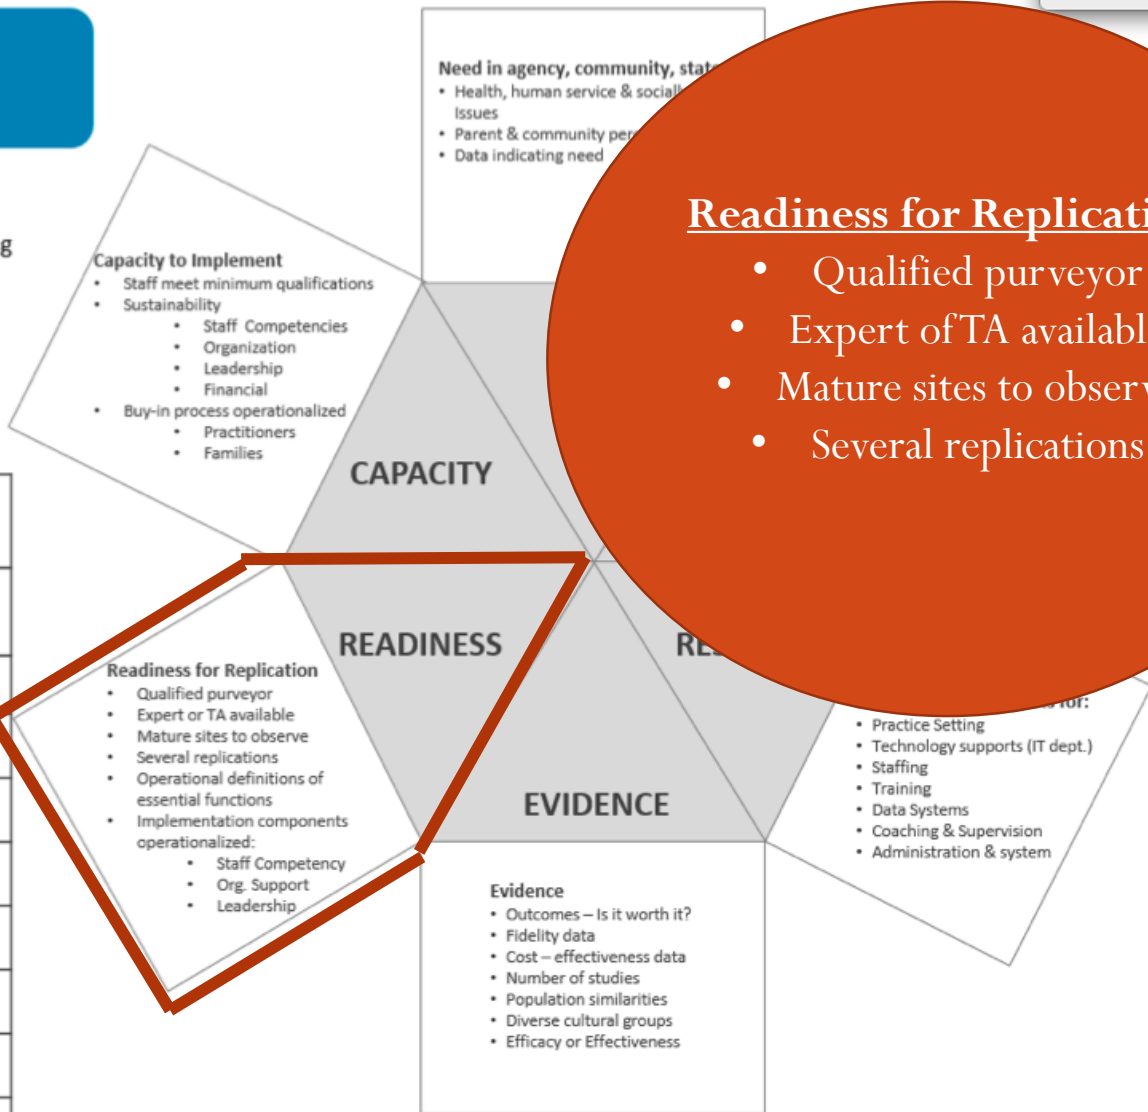 Need in agency, community, state
• Health, human service & socially
Issues
• Parent & community per
• Data indicating need
g
Capacity to Implement
• Staff meet minimum qualifications
• Sustainability
• Staff Competencies
• Organization
• Leadership
• Financial
• Buy-in process operationalized
• Practitioners
• Families
Readiness for Replicati
• Qualified purveyor
• Expert of TA availabl
• Mature sites to observ
• Several replications
CAPACITY
READINESS
RES
EVIDENCE
Readiness for Replication
• Qualified purveyor
• Expert or TA available
• Mature sites to observe
• Several replications
• Operational definitions of
essential functions
• Implementation components
operationalized:
• Staff Competency
• Org. Support
• Leadership
for:
• Practice Setting
• Technology supports (IT dept.)
• Staffing
• Training
• Data Systems
• Coaching & Supervision
• Administration & system
Evidence
• Outcomes – Is it worth it?
• Fidelity data
• Cost – effectiveness data
• Number of studies
• Population similarities
• Diverse cultural groups
• Efficacy or Effectiveness